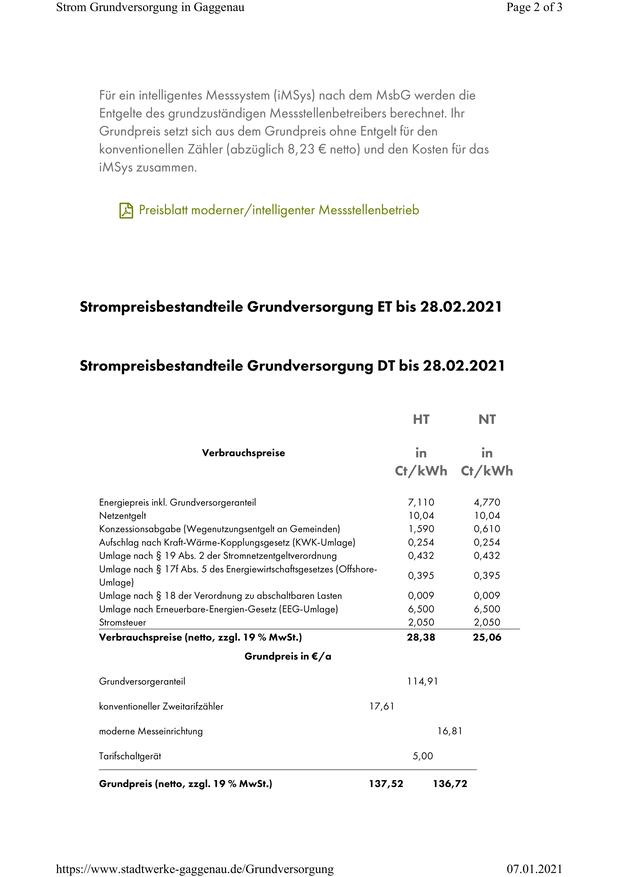 Strom Grundversorgung in Gaggenau Page 2 of 3
Für ein intelligentes Messsystem (iMSys) nach dem MsbG werden die
Entgelte des grundzuständigen Messstellenbetreibers berechnet. Ihr
Grundpreis setzt sich aus dem Grundpreis ohne Entgelt für den
konventionellen Zähler (abzüglich 8,23 € netto) und den Kosten für das
iMSys zusammen.
Preisblatt moderner/intelligenter Messstellenbetrieb
Strompreisbestandteile Grundversorgung ET bis 28.02.2021
Strompreisbestandteile Grundversorgung DT bis 28.02.2021
HT NT
Verbrauchspreise in in
Ct/kWh Ct/kWh
Energiepreis inkl. Grundversorgeranteil 7,110 4,770
Netzentgelt 10,04 10,04
Konzessionsabgabe (Wegenutzungsentgelt an Gemeinden) 1,590 0,610
Aufschlag nach Kraft-Wärme-Kopplungsgesetz (KWK-Umlage) 0,254 0,254
Umlage nach § 19 Abs. 2 der Stromnetzentgeltverordnung 0,432 0,432
Umlage nach § 17f Abs. 5 des Energiewirtschaftsgesetzes (Offshore-
Umlage) 0,395 0,395
Umlage nach § 18 der Verordnung zu abschaltbaren Lasten 0,009 0,009
Umlage nach Erneuerbare-Energien-Gesetz (EEG-Umlage) 6,500 6,500
Stromsteuer 2,050 2,050
Verbrauchspreise (netto, zzgl. 19 % MwSt.) 28,38 25,06
Grundpreis in €/a
Grundversorgeranteil 114,91
konventioneller Zweitarifzähler 17,61
moderne Messeinrichtung 16,81
Tarifschaltgerät 5,00
Grundpreis (netto, zzgl. 19 % MwSt.) 137,52 136,72
https://www.stadtwerke-gaggenau.de/Grundversorgung 07.01.2021